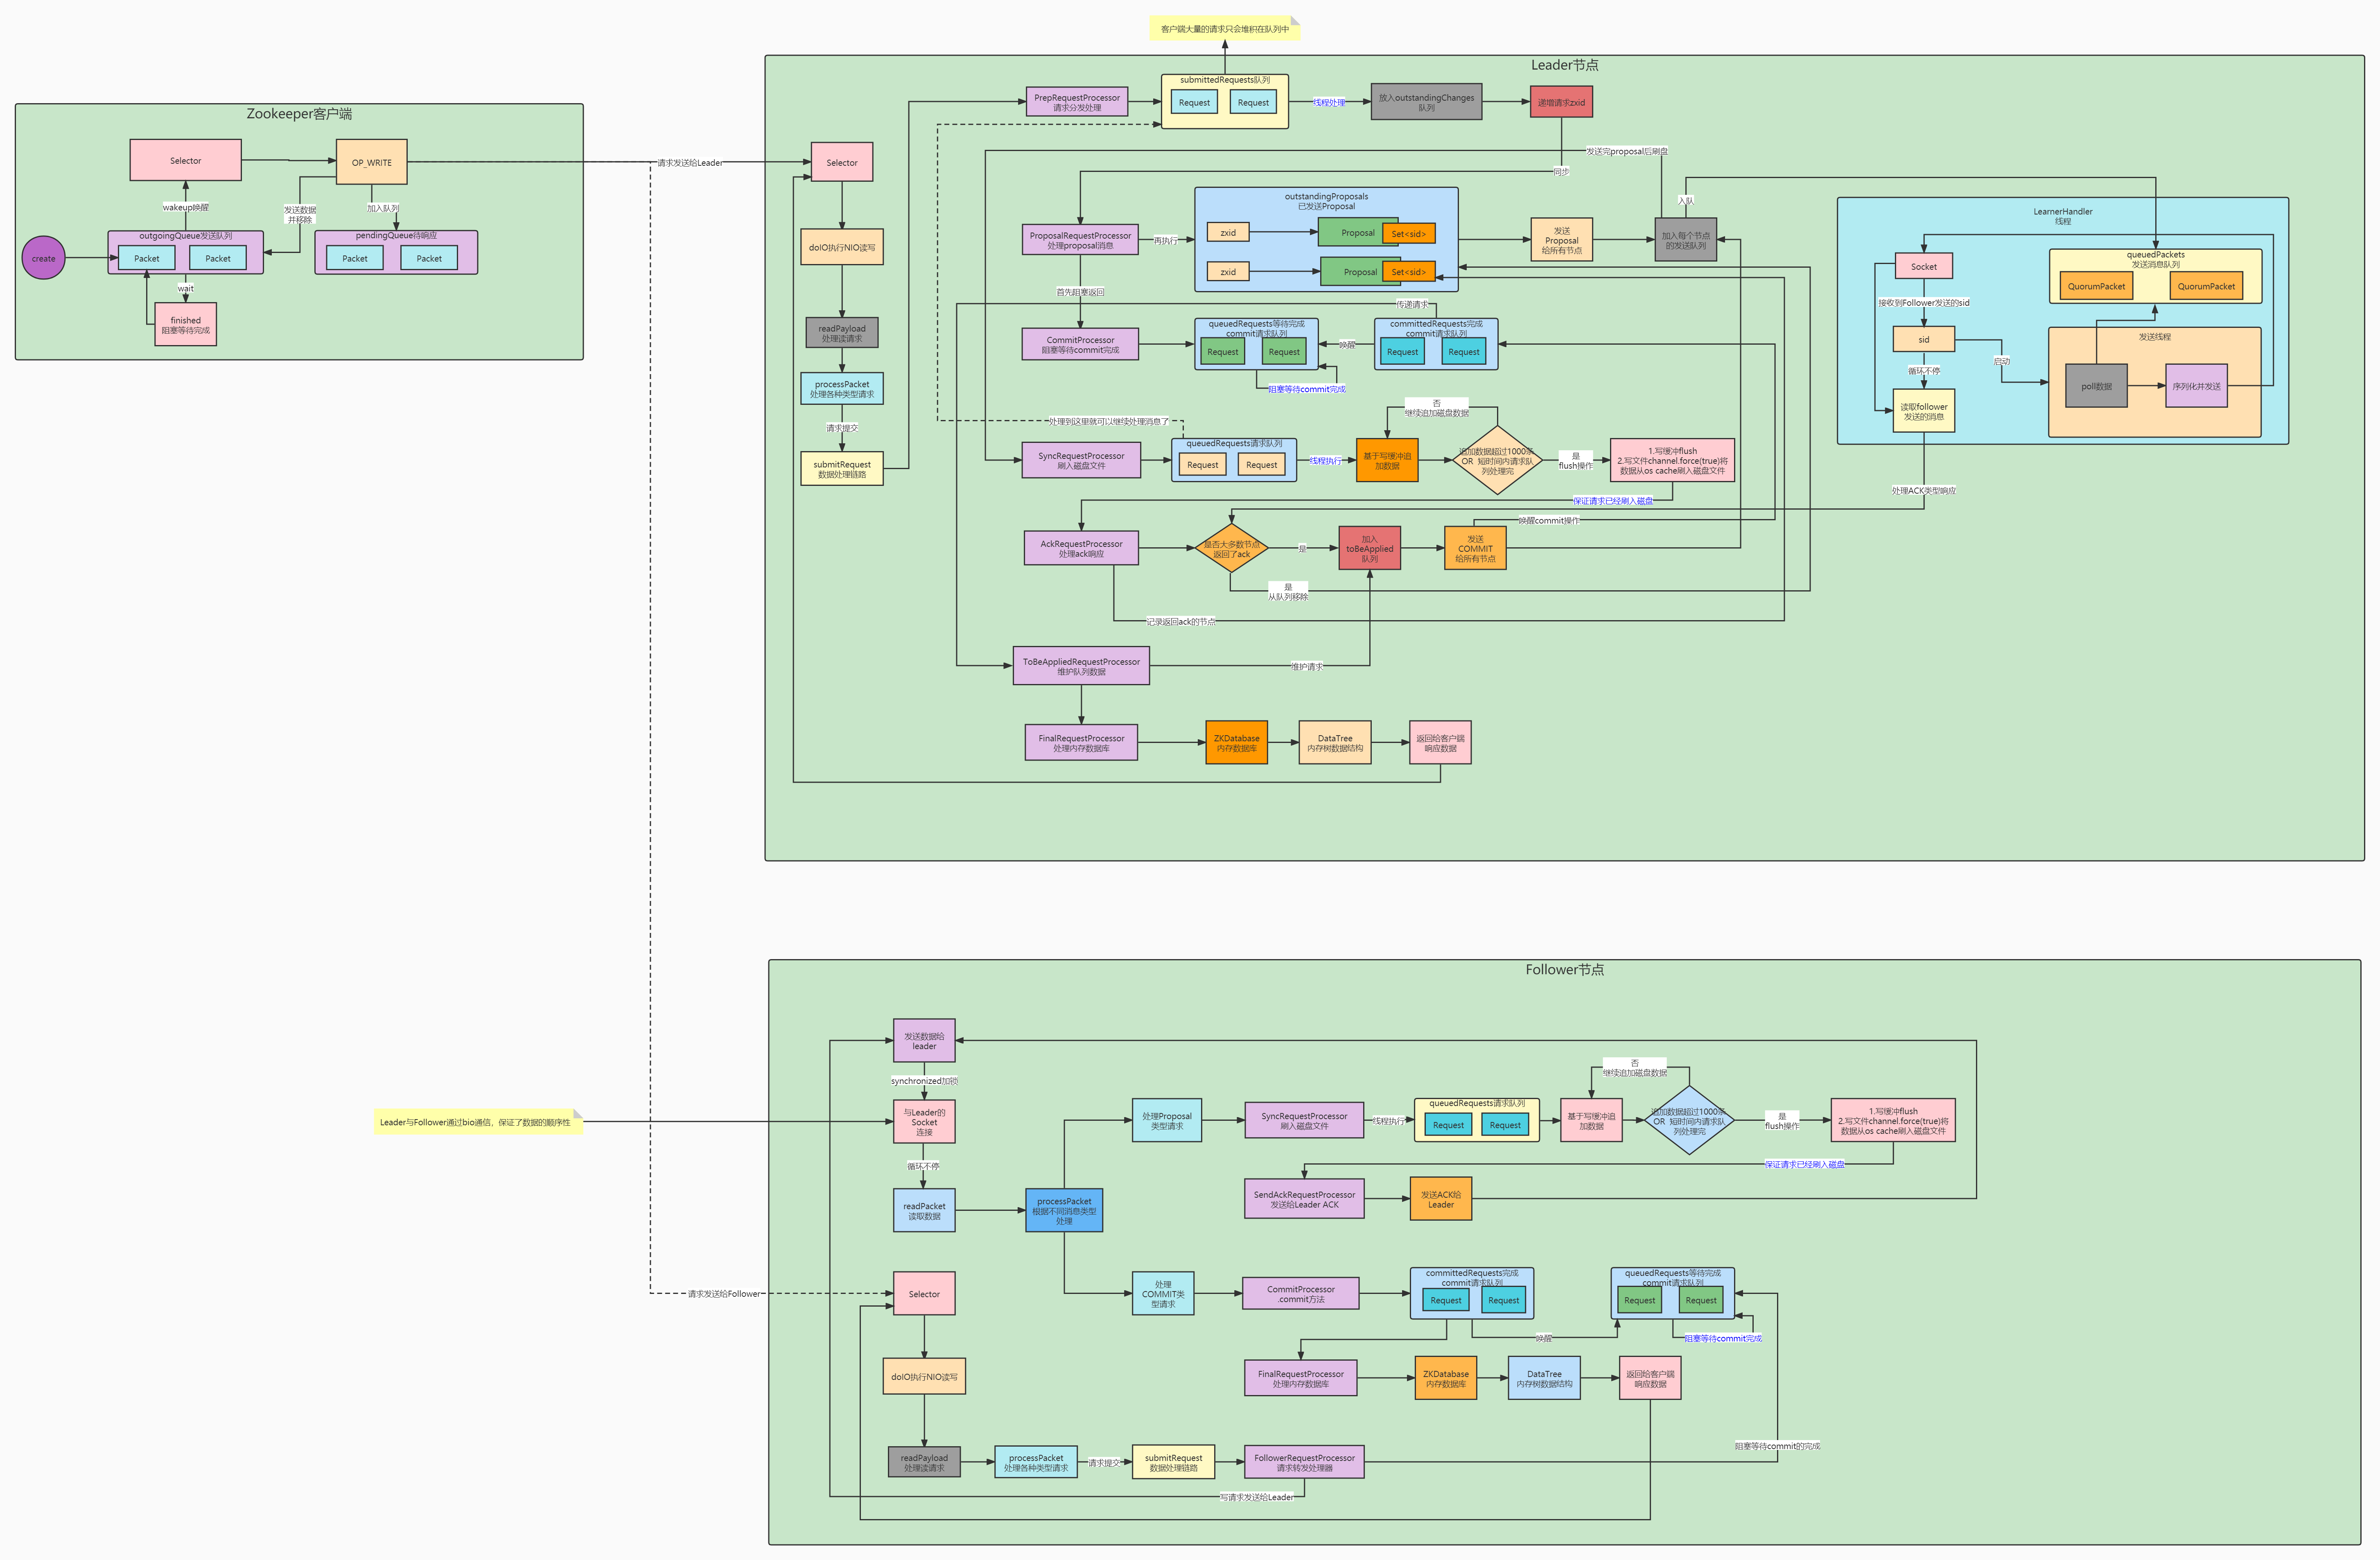 客户端大量的请求只会堆积在队列中
Zookeeper客户端
Selector
OP_WRITE
wakeup唤醒
发送数据
并移除
加入队列
outgoingQueue发送队列
Packet
Packet
pendingQueue待响应
Packet
Packet
create
wait
finished
阻塞等待完成
请求发送给Leader
Leader节点
Selector
doIO执行NIO读写
readPayload
处理读请求
processPacket
处理各种类型请求
请求提交
submitRequest
数据处理链路
PrepRequestProcessor
请求分发处理
submittedRequests队列
Request
Request
线程处理
放入outstandingChanges
队列
递增请求zxid
发送完proposal后刷盘
同步
入队
ProposalRequestProcessor
处理proposal消息
再执行
outstandingProposals
已发送Proposal
zxid
Proposal
Set<sid>
zxid
Proposal
Set<sid>
发送
Proposal
给所有节点
加入每个节点
的发送队列
首先阻塞返回
传递请求
CommitProcessor
阻塞等待commit完成
queuedRequests等待完成
commit请求队列
Request
Request
唤醒
committedRequests完成
commit请求队列
Request
Request
阻塞等待commit完成
处理到这里就可以继续处理消息了
SyncRequestProcessor
刷入磁盘文件
queuedRequests请求队列
Request
Request
线程执行
基于写缓冲追
加数据
否
继续追加磁盘数据
追加数据超过1000条
OR 短时间内请求队
列处理完
是
flush操作
1.写缓冲flush
2.写文件channel.force(true)将
数据从os cache刷入磁盘文件
保证请求已经刷入磁盘
AckRequestProcessor
处理ack响应
是否大多数节点
返回了ack
是
加入
toBeApplied
队列
发送
COMMIT
给所有节点
唤醒commit操作
是
从队列移除
记录返回ack的节点
ToBeAppliedRequestProcessor
维护队列数据
维护请求
FinalRequestProcessor
处理内存数据库
ZKDatabase
内存数据库
DataTree
内存树数据结构
返回给客户端
响应数据
LearnerHandler
线程
Socket
接收到Follower发送的sid
sid
循环不停
读取follower
发送的消息
启动
queuedPackets
发送消息队列
QuorumPacket
QuorumPacket
发送线程
poll数据
序列化并发送
处理ACK类型响应
Follower节点
发送数据给
leader
synchronized加锁
Leader与Follower通过bio通信，保证了数据的顺序性
与Leader的
Socket
连接
循环不停
readPacket
读取数据
processPacket
根据不同消息类型
处理
处理Proposal
类型请求
SyncRequestProcessor
刷入磁盘文件
线程执行
queuedRequests请求队列
Request
Request
基于写缓冲追
加数据
否
继续追加磁盘数据
追加数据超过1000条
OR 短时间内请求队
列处理完
是
flush操作
1.写缓冲flush
2.写文件channel.force(true)将
数据从os cache刷入磁盘文件
保证请求已经刷入磁盘
SendAckRequestProcessor
发送给Leader ACK
发送ACK给
Leader
请求发送给Follower
Selector
处理
COMMIT类
型请求
CommitProcessor
.commit方法
committedRequests完成
commit请求队列
Request
Request
queuedRequests等待完成
commit请求队列
Request
Request
唤醒
阻塞等待commit完成
doIO执行NIO读写
FinalRequestProcessor
处理内存数据库
ZKDatabase
内存数据库
DataTree
内存树数据结构
返回给客户端
响应数据
阻塞等待commit的完成
readPayload
处理读请求
processPacket
处理各种类型请求
请求提交
submitRequest
数据处理链路
FollowerRequestProcessor
请求转发处理器
写请求发送给Leader